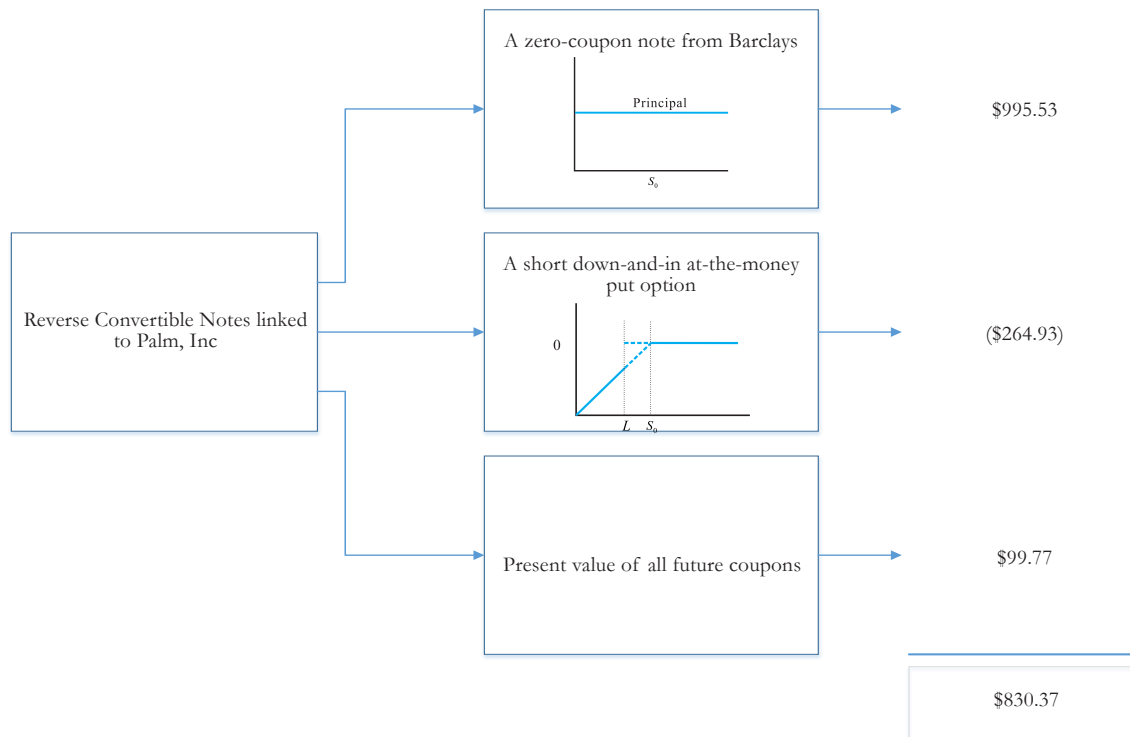 A zero-coupon note from Barclays
Principal
S₀
$995.53
Reverse Convertible Notes linked
to Palm, Inc
A short down-and-in at-the-money
put option
0
L S₀
($264.93)
Present value of all future coupons
$99.77
$830.37